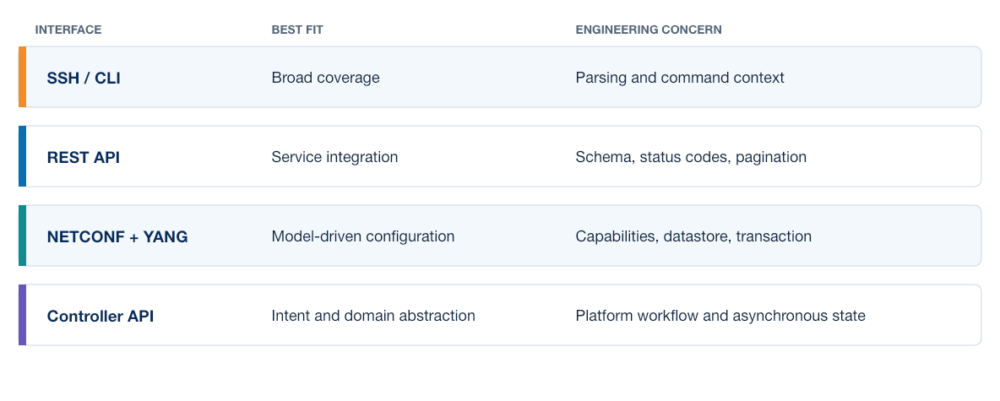 INTERFACE BEST FIT ENGINEERING CONCERN
SSH / CLI Broad coverage Parsing and command context
REST API Service integration Schema, status codes, pagination
NETCONF + YANG Model-driven configuration Capabilities, datastore, transaction
Controller API Intent and domain abstraction Platform workflow and asynchronous state